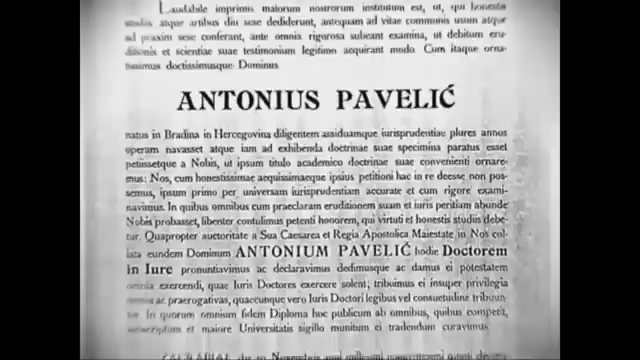 Laudabile imprimis maiorum nostrorum institutum est, ut, qui honestis
studiis atque artibus diu sese dediderunt, antequam ad vitae communis usum atque
ad praxim sese conferant, ante omnia rigorosa subeant examina, ut debitum eru-
ditionis et scientiae suae testimonium legitimo acquirant modo. Cum itaque orna-
tissimus doctissimusque Dominus
ANTONIUS PAVELIĆ
natus in Bradina in Hercegovina diligentem assiduamque iurisprudentiae plures annos
operam navasset atque iam ad exhibenda doctrinae suae specimina paratus esset
petissetque a Nobis, ut ipsum titulo academico doctrinae suae convenienti ornare-
mus: Nos, cum honestissimae acquissimaeque ipsius petitioni hac in re deesse non pos-
semus, ipsum primo per universam iurisprudentiam accurate et cum rigore exami-
navimus. In quibus omnibus cum praeclaram eruditionem suam et iuris peritiam abunde
Nobis probasset, libenter contulimus petenti honorem, qui virtuti et honestis studiis debe-
tur. Quapropter auctoritate a Sua Caesarea et Regia Apostolica Maiestate in Nos col-
lata eundem Dominum ANTONIUM PAVELIĆ hodie Doctorem
in Iure pronuntiavimus ac declaravimus dedimusque ac damus ei potestatem
omnia exercendi, quae Iuris Doctores exercere solent; tribuimus ei insuper privilegia
omnia ac praerogativas, quaecunque vero Iuris Doctori legibus vel consuetudine tribuun-
tur. In quorum omnium fidem Diploma hoc publicum ab omnibus, quibus competit,
subscriptum et maiore Universitatis sigillo munitum ei tradendum curavimus.